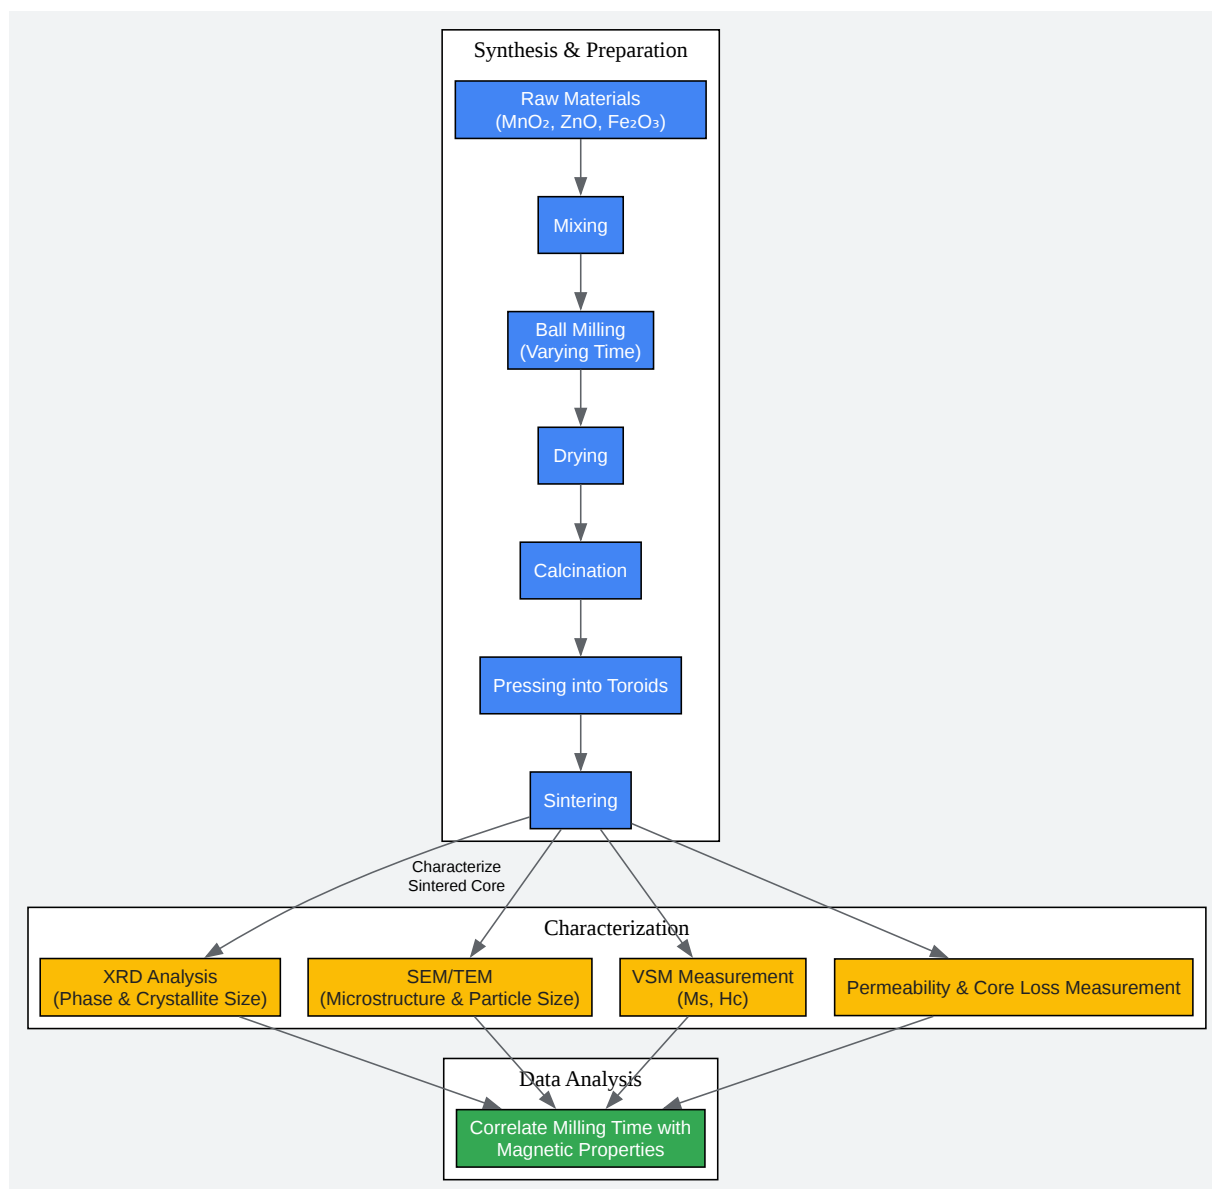 Synthesis & Preparation
Raw Materials
(MnO₂, ZnO, Fe₂O₃)
Mixing
Ball Milling
(Varying Time)
Drying
Calcination
Pressing into Toroids
Sintering
Characterize
Sintered Core
Characterization
XRD Analysis
(Phase & Crystallite Size)
SEM/TEM
(Microstructure & Particle Size)
VSM Measurement
(Ms, Hc)
Permeability & Core Loss Measurement
Data Analysis
Correlate Milling Time with
Magnetic Properties